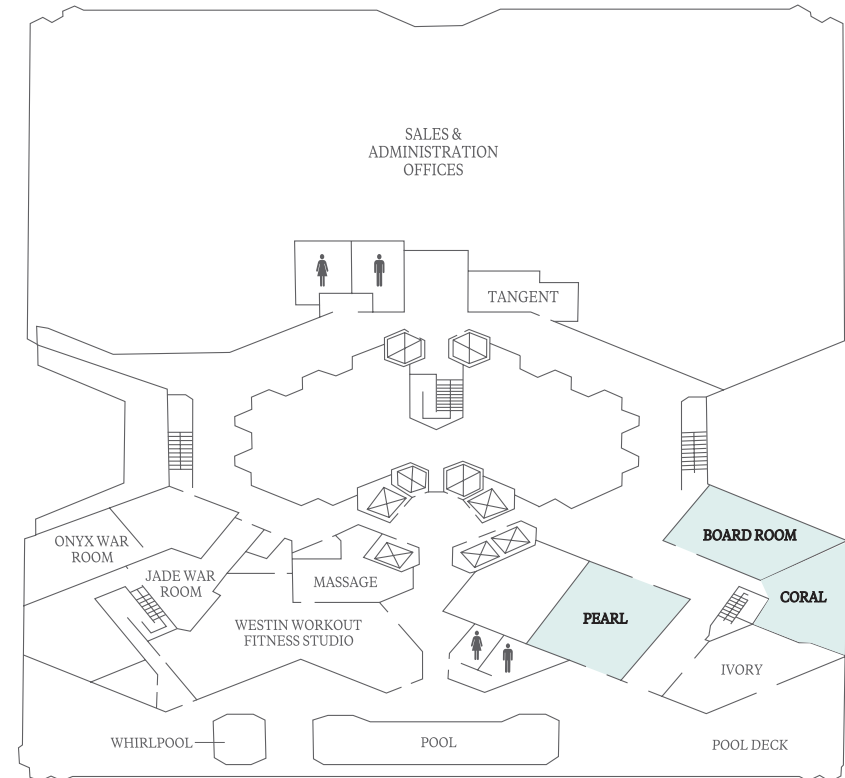 SALES &
ADMINISTRATION
OFFICES
TANGENT
BOARD ROOM
ONYX WAR
ROOM
JADE WAR
ROOM
MASSAGE
CORAL
PEARL
WESTIN WORKOUT
FITNESS STUDIO
IVORY
WHIRLPOOL
POOL
POOL DECK